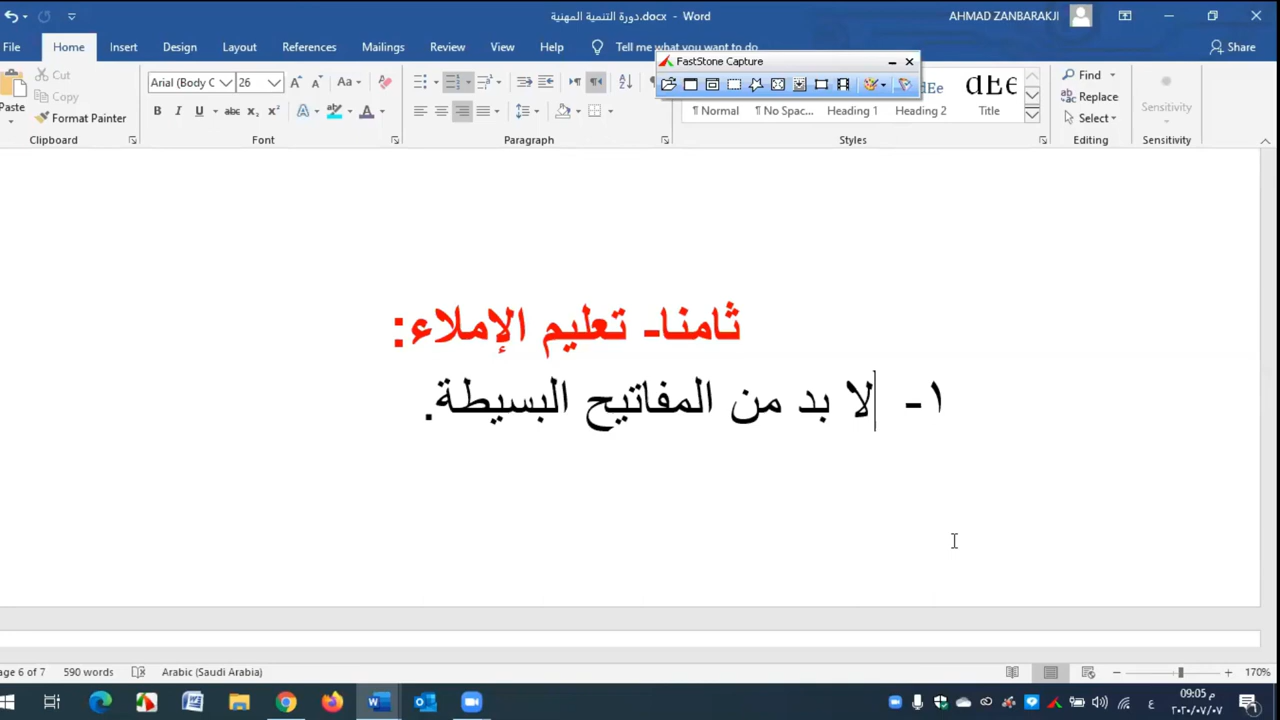 دورة التنمية المهنية.docx - Word
AHMAD ZANBARAKJI
File Home Insert Design Layout References Mailings Review View Help Tell me what you want to do Share
FastStone Capture
Cut
Copy
Paste
Format Painter
Arial (Body C 26
Normal No Spac... Heading 1 Heading 2 Title
Find
Replace
Select
Sensitivity
Clipboard Font Paragraph Styles Editing Sensitivity
ثامنا- تعليم الإملاء:
١- لا بد من المفاتيح البسيطة.
age 6 of 7 590 words Arabic (Saudi Arabia) 170%
09:05 م
٢٠٢٠/٠٧/٠٧
ع